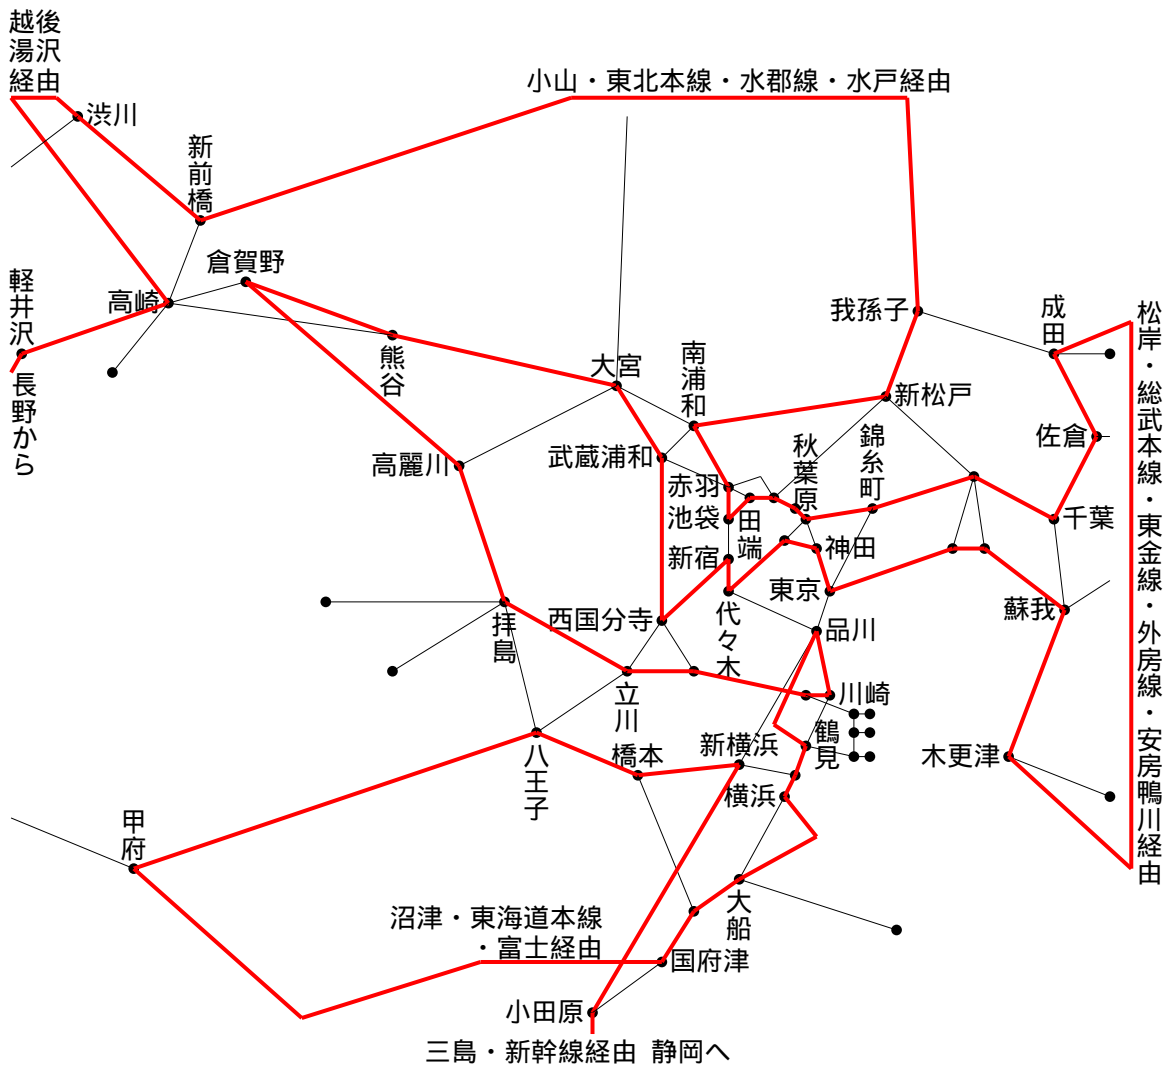 越後
湯沢
経由
渋川
新前橋
小山・東北本線・水郡線・水戸経由
倉賀野
高崎
軽井沢
長野から
熊谷
大宮
南浦和
我孫子
成田
新松戸
佐倉
千葉
高麗川
武蔵浦和
赤羽
池袋
田端
秋葉原
錦糸町
新宿
神田
東京
代々木
西国分寺
拝島
品川
蘇我
立川
川崎
鶴見
新横浜
橋本
八王子
横浜
木更津
甲府
大船
沼津・東海道本線
・富士経由
国府津
小田原
三島・新幹線経由 静岡へ
松岸・総武本線・東金線・外房線・安房鴨川経由